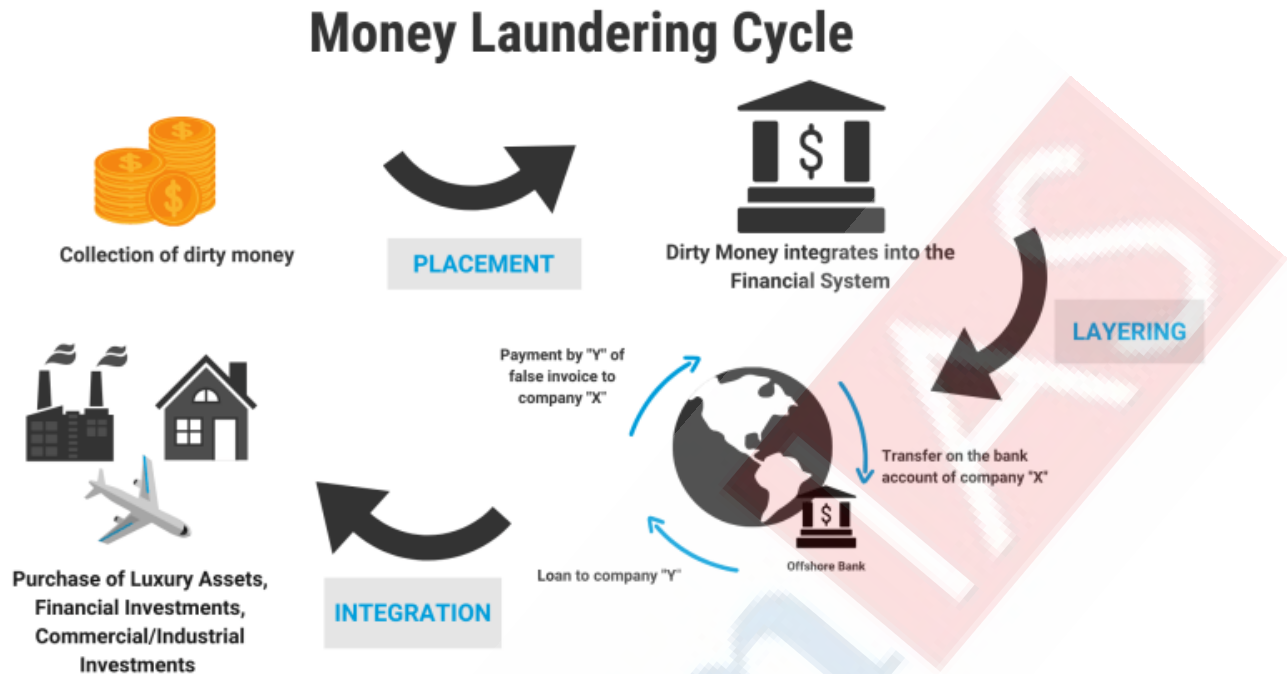 Money Laundering Cycle
$
$
$
$
Collection of dirty money
PLACEMENT
Dirty Money integrates into the
Financial System
LAYERING
Payment by "Y" of
false invoice to
company "X"
Transfer on the bank
account of company "X"
$
Offshore Bank
Loan to company "Y"
INTEGRATION
Purchase of Luxury Assets,
Financial Investments,
Commercial/Industrial
Investments
IAS